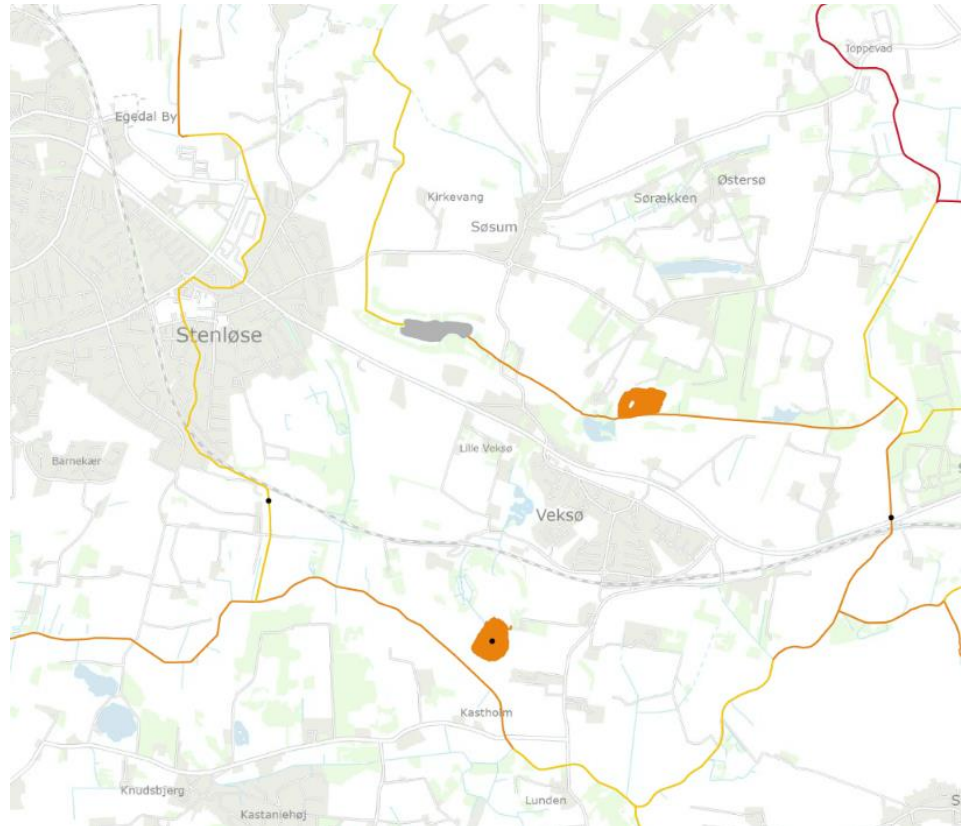 Toppevad
Egedal By
Østersø
Kirkevang
Sørækken
Søsum
Stenløse
Lille Veksø
Barnekær
Veksø
Kastholm
Knudsbjerg
Lunden
Kastaniehøj